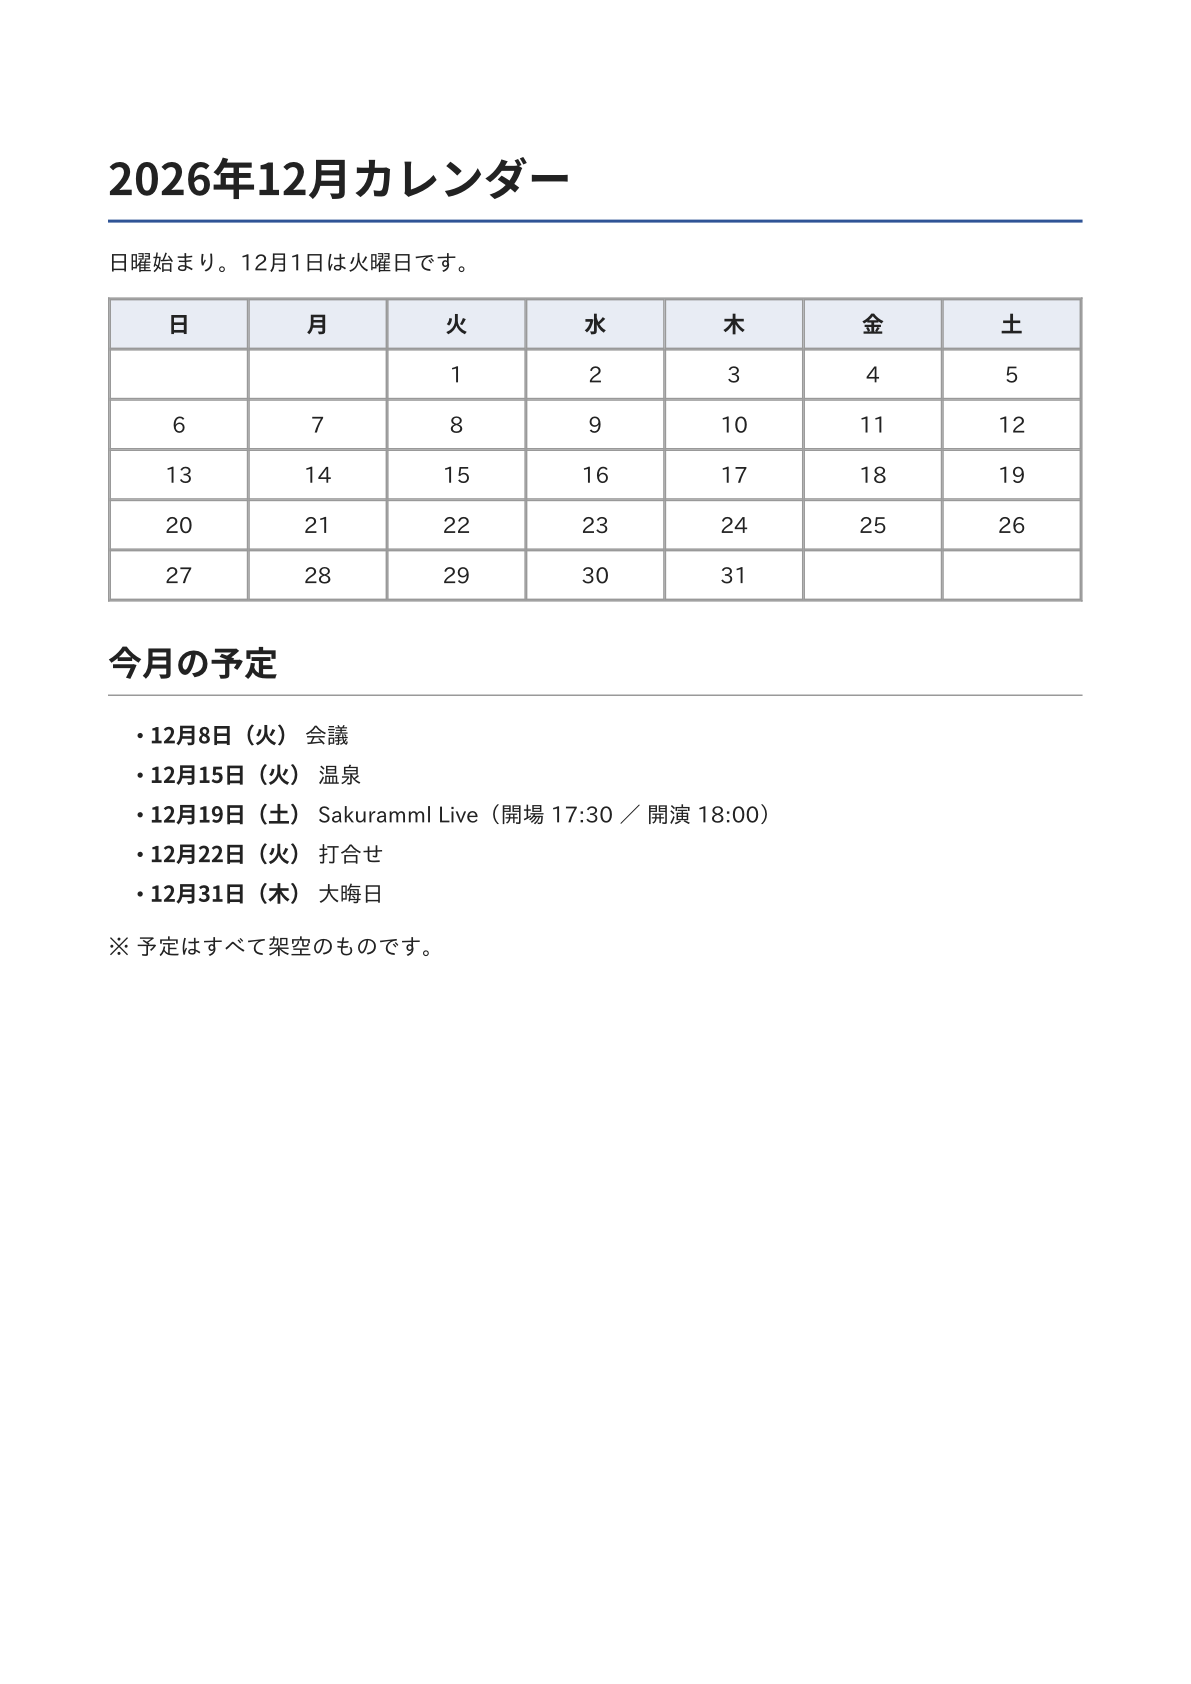 2026年12月カレンダー
日曜始まり。12月1日は火曜日です。
日 月 火 水 木 金 土
1 2 3 4 5
6 7 8 9 10 11 12
13 14 15 16 17 18 19
20 21 22 23 24 25 26
27 28 29 30 31
今月の予定
・12月8日（火） 会議
・12月15日（火） 温泉
・12月19日（土） Sakuramml Live（開場 17:30 ／ 開演 18:00）
・12月22日（火） 打合せ
・12月31日（木） 大晦日
※ 予定はすべて架空のものです。